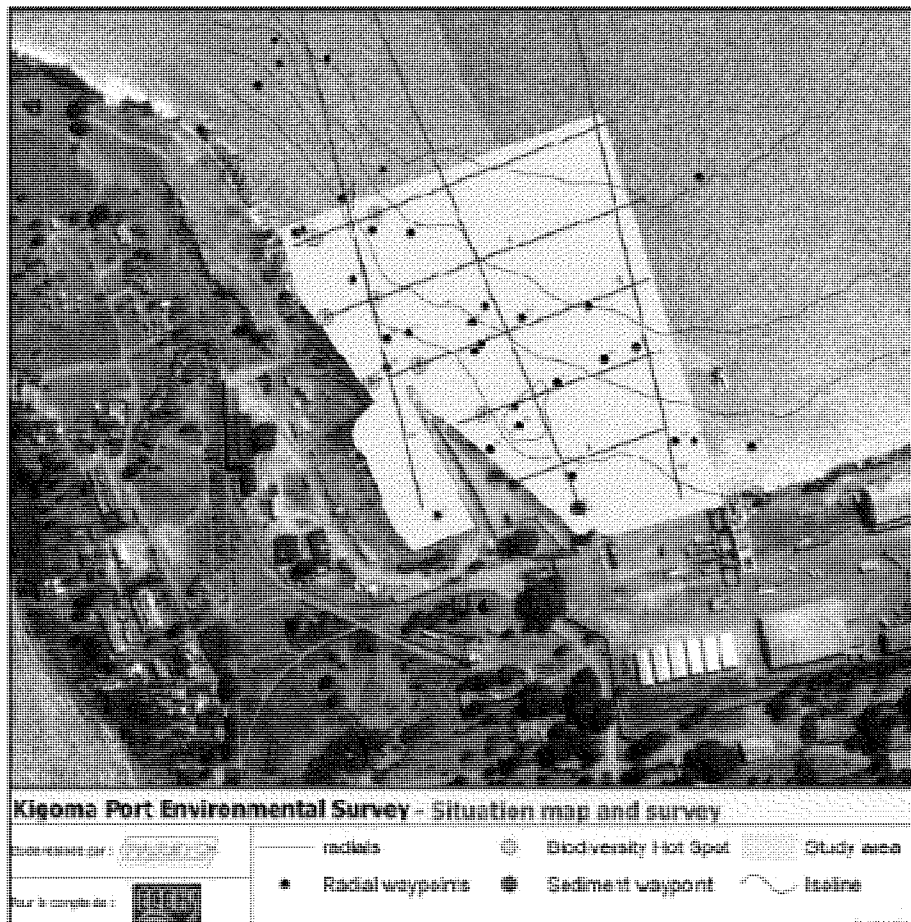 Kigoma Port Environmental Survey - Situation map and survey
radials
Biodiversity Hot Spot
Study area
Radial waypoints
Sediment waypoint
Isoline